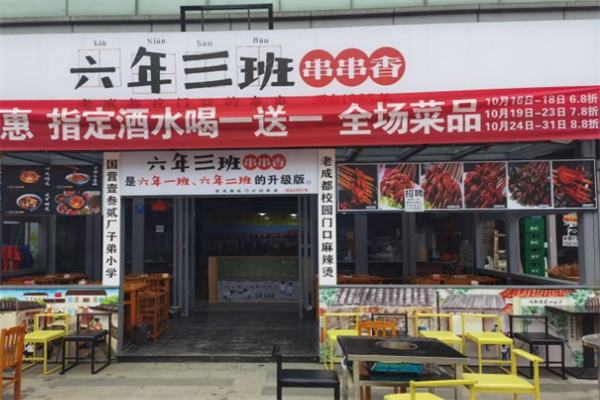 Liù Nián Sān Bān
六年三班 串串香
惠 指定酒水喝一送一 全场菜品
10月15日-18日 6.8折
10月19日-23日 7.8折
10月24日-31日 8.8折
六年三班 串串香
是六年一班、六年二班的升级版。
国营壹叁贰厂子弟小学
老成都校园门口麻辣烫
招聘